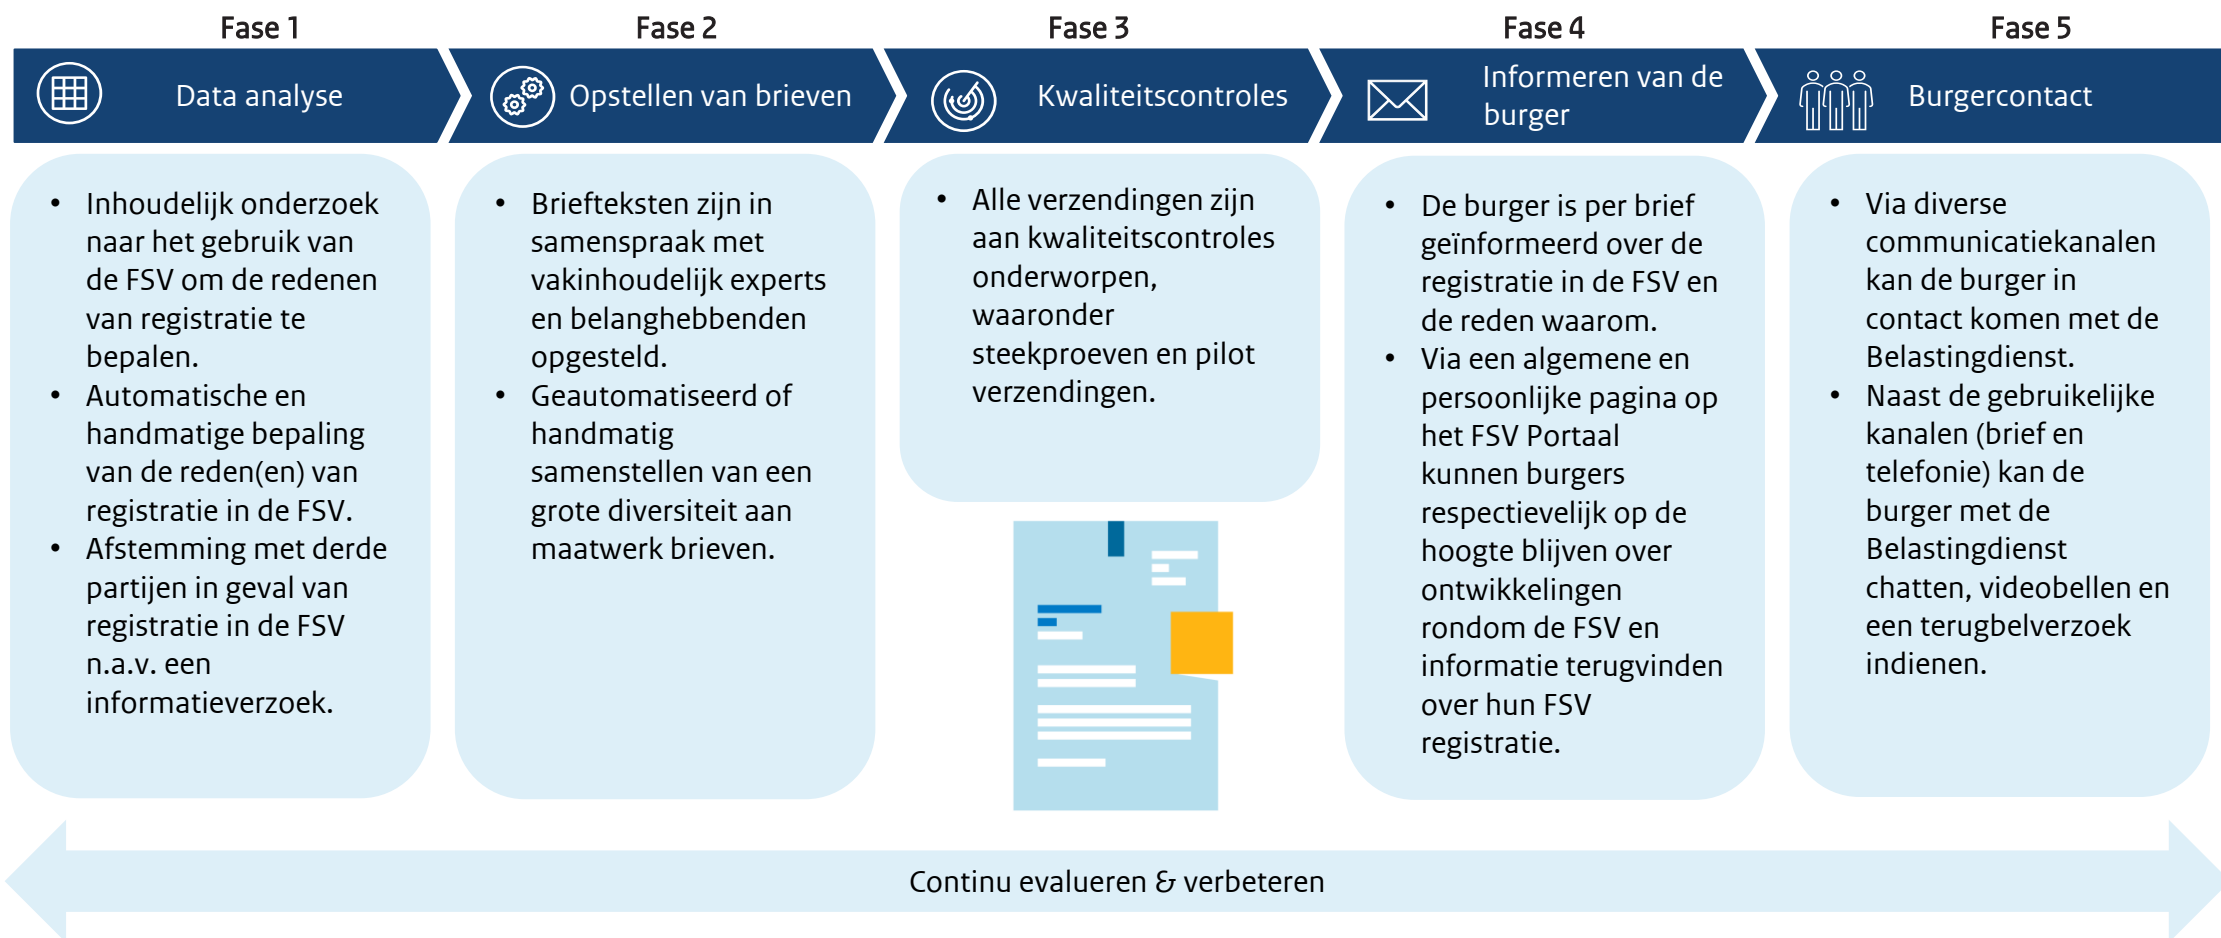 Fase 1
Data analyse
• Inhoudelijk onderzoek
naar het gebruik van
de FSV om de redenen
van registratie te
bepalen.
• Automatische en
handmatige bepaling
van de reden(en) van
registratie in de FSV.
• Afstemming met derde
partijen in geval van
registratie in de FSV
n.a.v. een
informatieverzoek.
Fase 2
Opstellen van brieven
• Briefteksten zijn in
samenspraak met
vakinhoudelijk experts
en belanghebbenden
opgesteld.
• Geautomatiseerd of
handmatig
samenstellen van een
grote diversiteit aan
maatwerk brieven.
Fase 3
Kwaliteitscontroles
• Alle verzendingen zijn
aan kwaliteitscontroles
onderworpen,
waaronder
steekproeven en pilot
verzendingen.
Fase 4
Informeren van de
burger
• De burger is per brief
geïnformeerd over de
registratie in de FSV en
de reden waarom.
• Via een algemene en
persoonlijke pagina op
het FSV Portaal
kunnen burgers
respectievelijk op de
hoogte blijven over
ontwikkelingen
rondom de FSV en
informatie terugvinden
over hun FSV
registratie.
Fase 5
Burgercontact
• Via diverse
communicatiekanalen
kan de burger in
contact komen met de
Belastingdienst.
• Naast de gebruikelijke
kanalen (brief en
telefonie) kan de
burger met de
Belastingdienst
chatten, videobellen en
een terugbelverzoek
indienen.
Continu evalueren & verbeteren